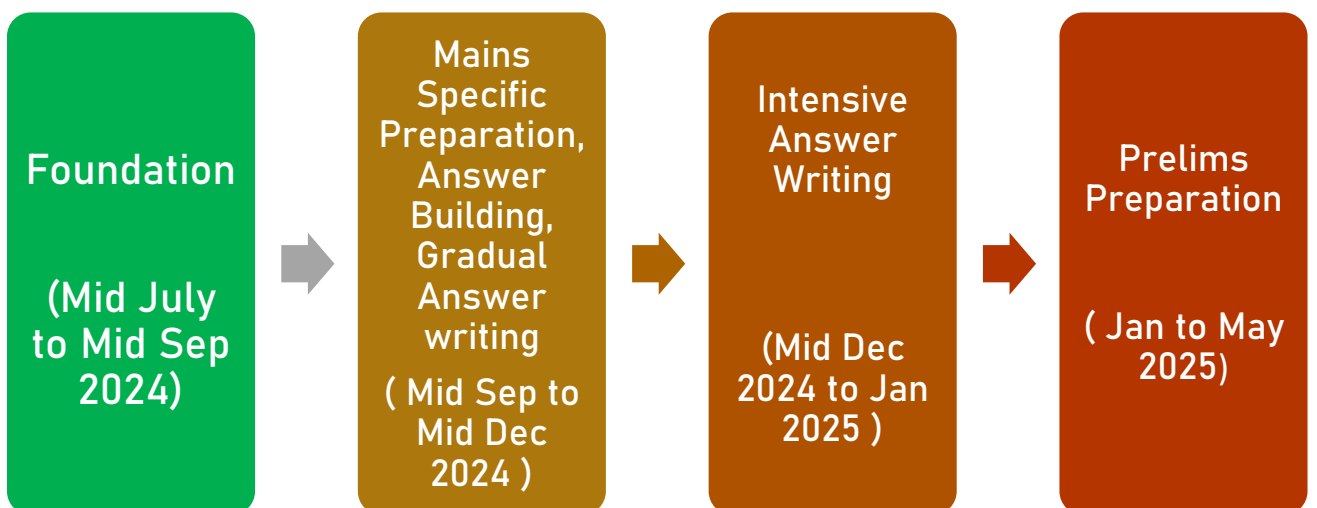 Foundation
(Mid July
to Mid Sep
2024)
Mains
Specific
Preparation,
Answer
Building,
Gradual
Answer
writing
( Mid Sep to
Mid Dec
2024 )
Intensive
Answer
Writing
(Mid Dec
2024 to Jan
2025 )
Prelims
Preparation
( Jan to May
2025)